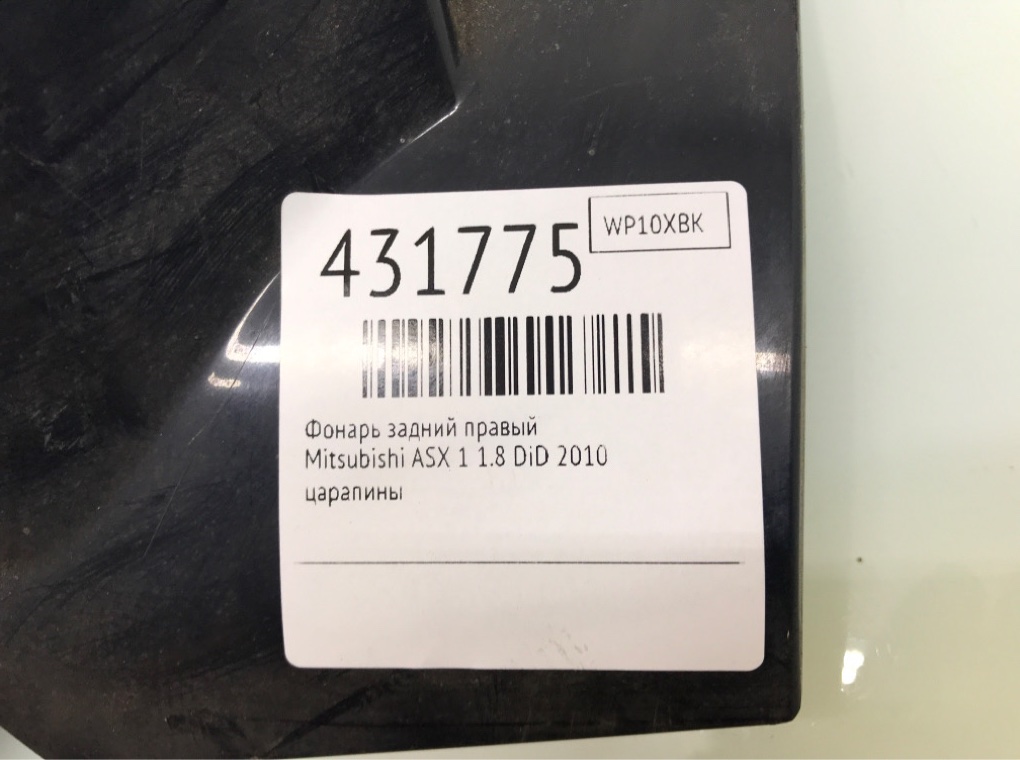 431775
WP10XBK
Фонарь задний правый
Mitsubishi ASX 1 1.8 DiD 2010
царапины